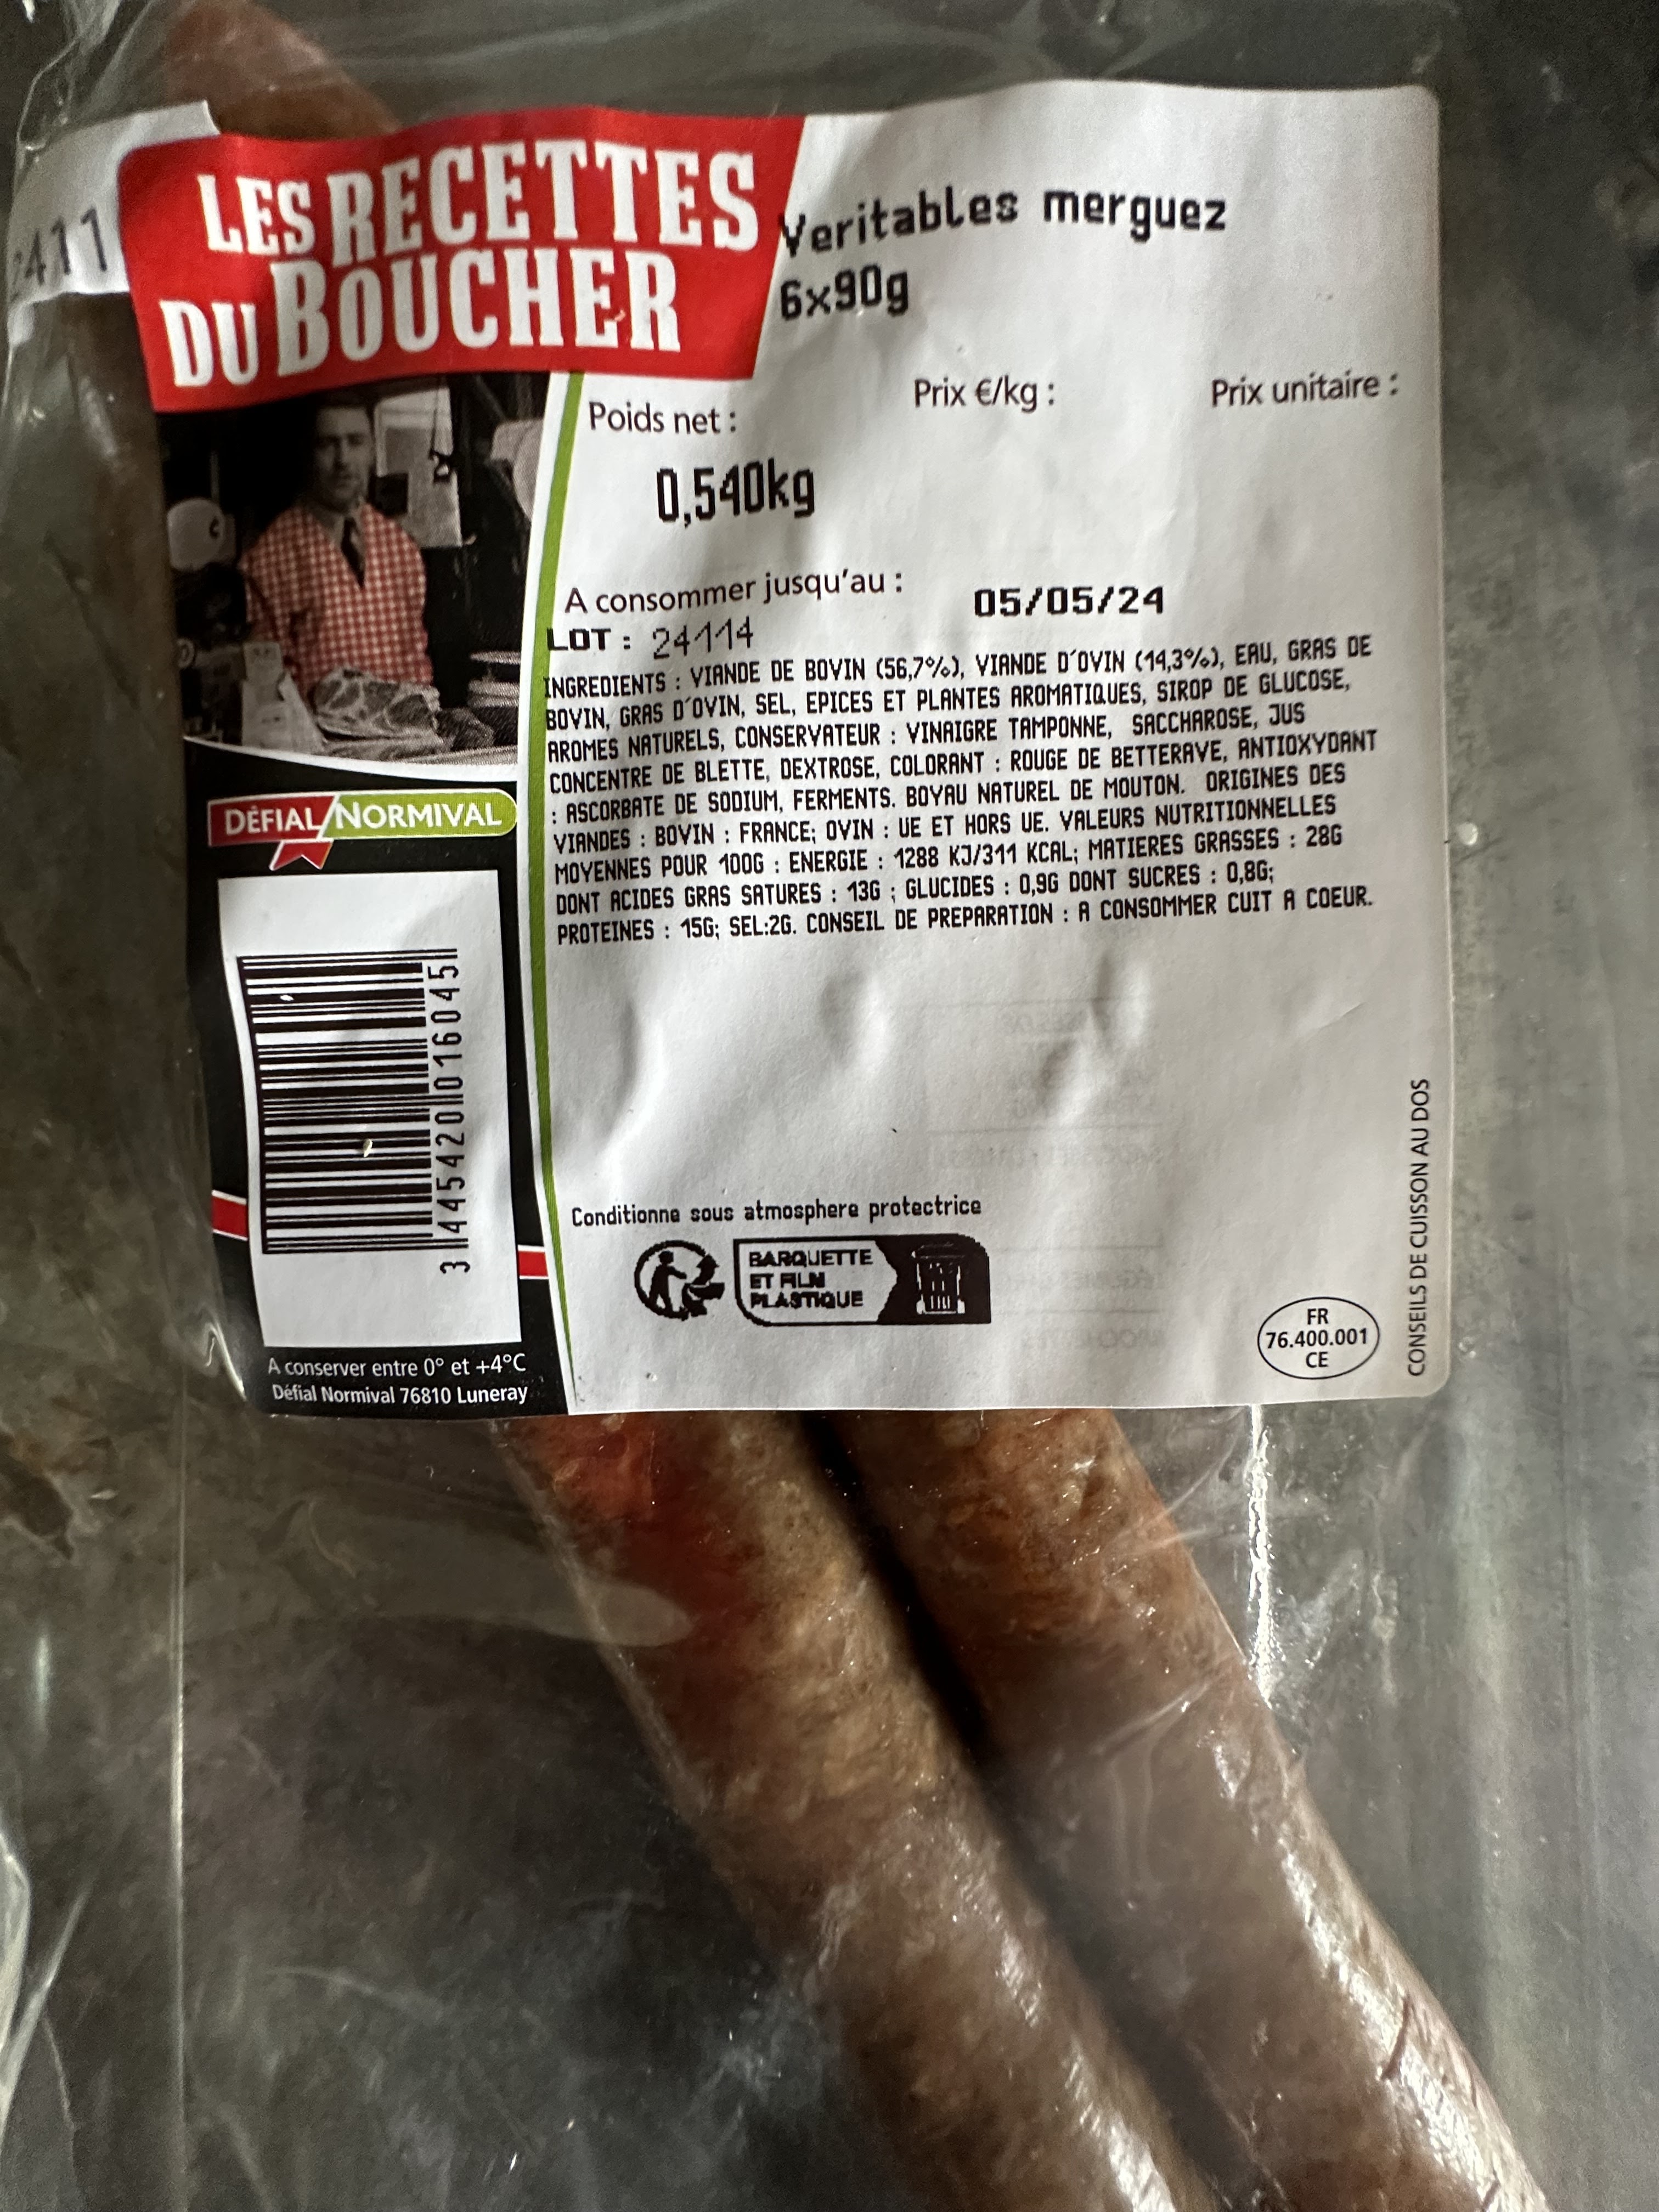 2411
LES RECETTES
DU BOUCHER
Veritables merguez
6x90g
Poids net :
Prix €/kg :
Prix unitaire :
0,540kg
A consommer jusqu'au :
05/05/24
LOT : 24114
INGREDIENTS : VIANDE DE BOVIN (56,7%), VIANDE D'OVIN (14,3%), EAU, GRAS DE
BOVIN, GRAS D'OVIN, SEL, EPICES ET PLANTES AROMATIQUES, SIROP DE GLUCOSE,
AROMES NATURELS, CONSERVATEUR : VINAIGRE TAMPONNE, SACCHAROSE, JUS
CONCENTRE DE BLETTE, DEXTROSE, COLORANT : ROUGE DE BETTERAVE, ANTIOXYDANT
: ASCORBATE DE SODIUM, FERMENTS. BOYAU NATUREL DE MOUTON. ORIGINES DES
VIANDES : BOVIN : FRANCE; OVIN : UE ET HORS UE. VALEURS NUTRITIONNELLES
MOYENNES POUR 100G : ENERGIE : 1288 KJ/311 KCAL; MATIERES GRASSES : 28G
DONT ACIDES GRAS SATURES : 13G ; GLUCIDES : 0,9G DONT SUCRES : 0,8G;
PROTEINES : 15G; SEL:2G. CONSEIL DE PREPARATION : A CONSOMMER CUIT A COEUR.
DÉFIAL NORMIVAL
3 445420 016045
Conditionne sous atmosphere protectrice
BARQUETTE
ET FILM
PLASTIQUE
FR
76.400.001
CE
CONSEILS DE CUISSON AU DOS
A conserver entre 0° et +4°C
Défial Normival 76810 Luneray